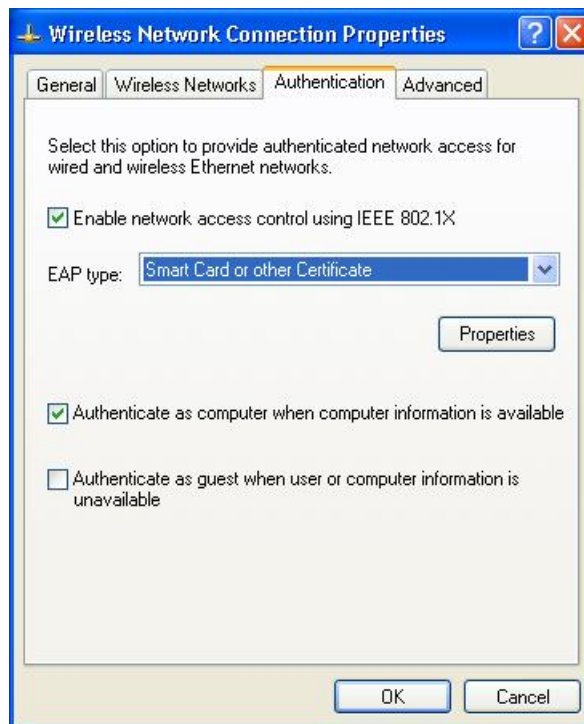 Wireless Network Connection Properties
General Wireless Networks Authentication Advanced
Select this option to provide authenticated network access for
wired and wireless Ethernet networks.
Enable network access control using IEEE 802.1X
EAP type: Smart Card or other Certificate
Properties
Authenticate as computer when computer information is available
Authenticate as guest when user or computer information is
unavailable
OK Cancel